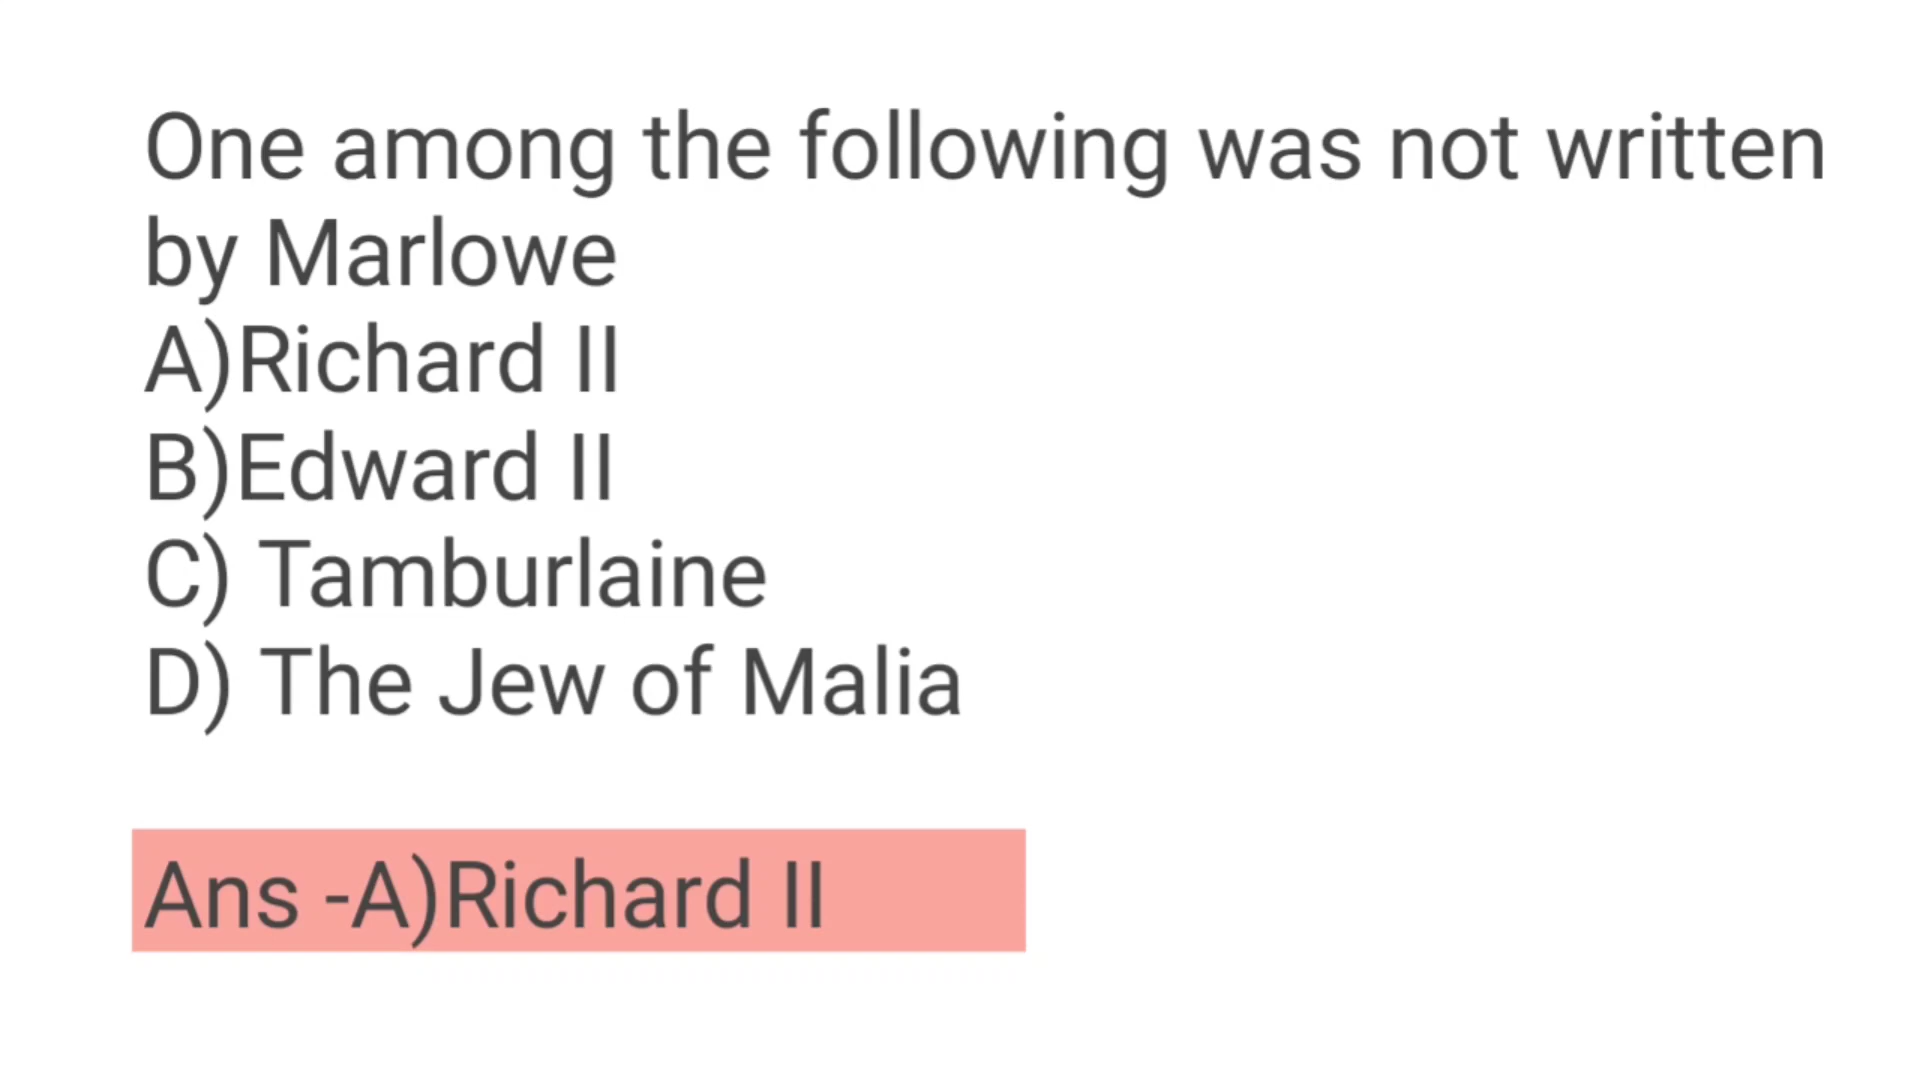 One among the following was not written
by Marlowe
A)Richard II
B)Edward II
C) Tamburlaine
D) The Jew of Malia
Ans -A)Richard II